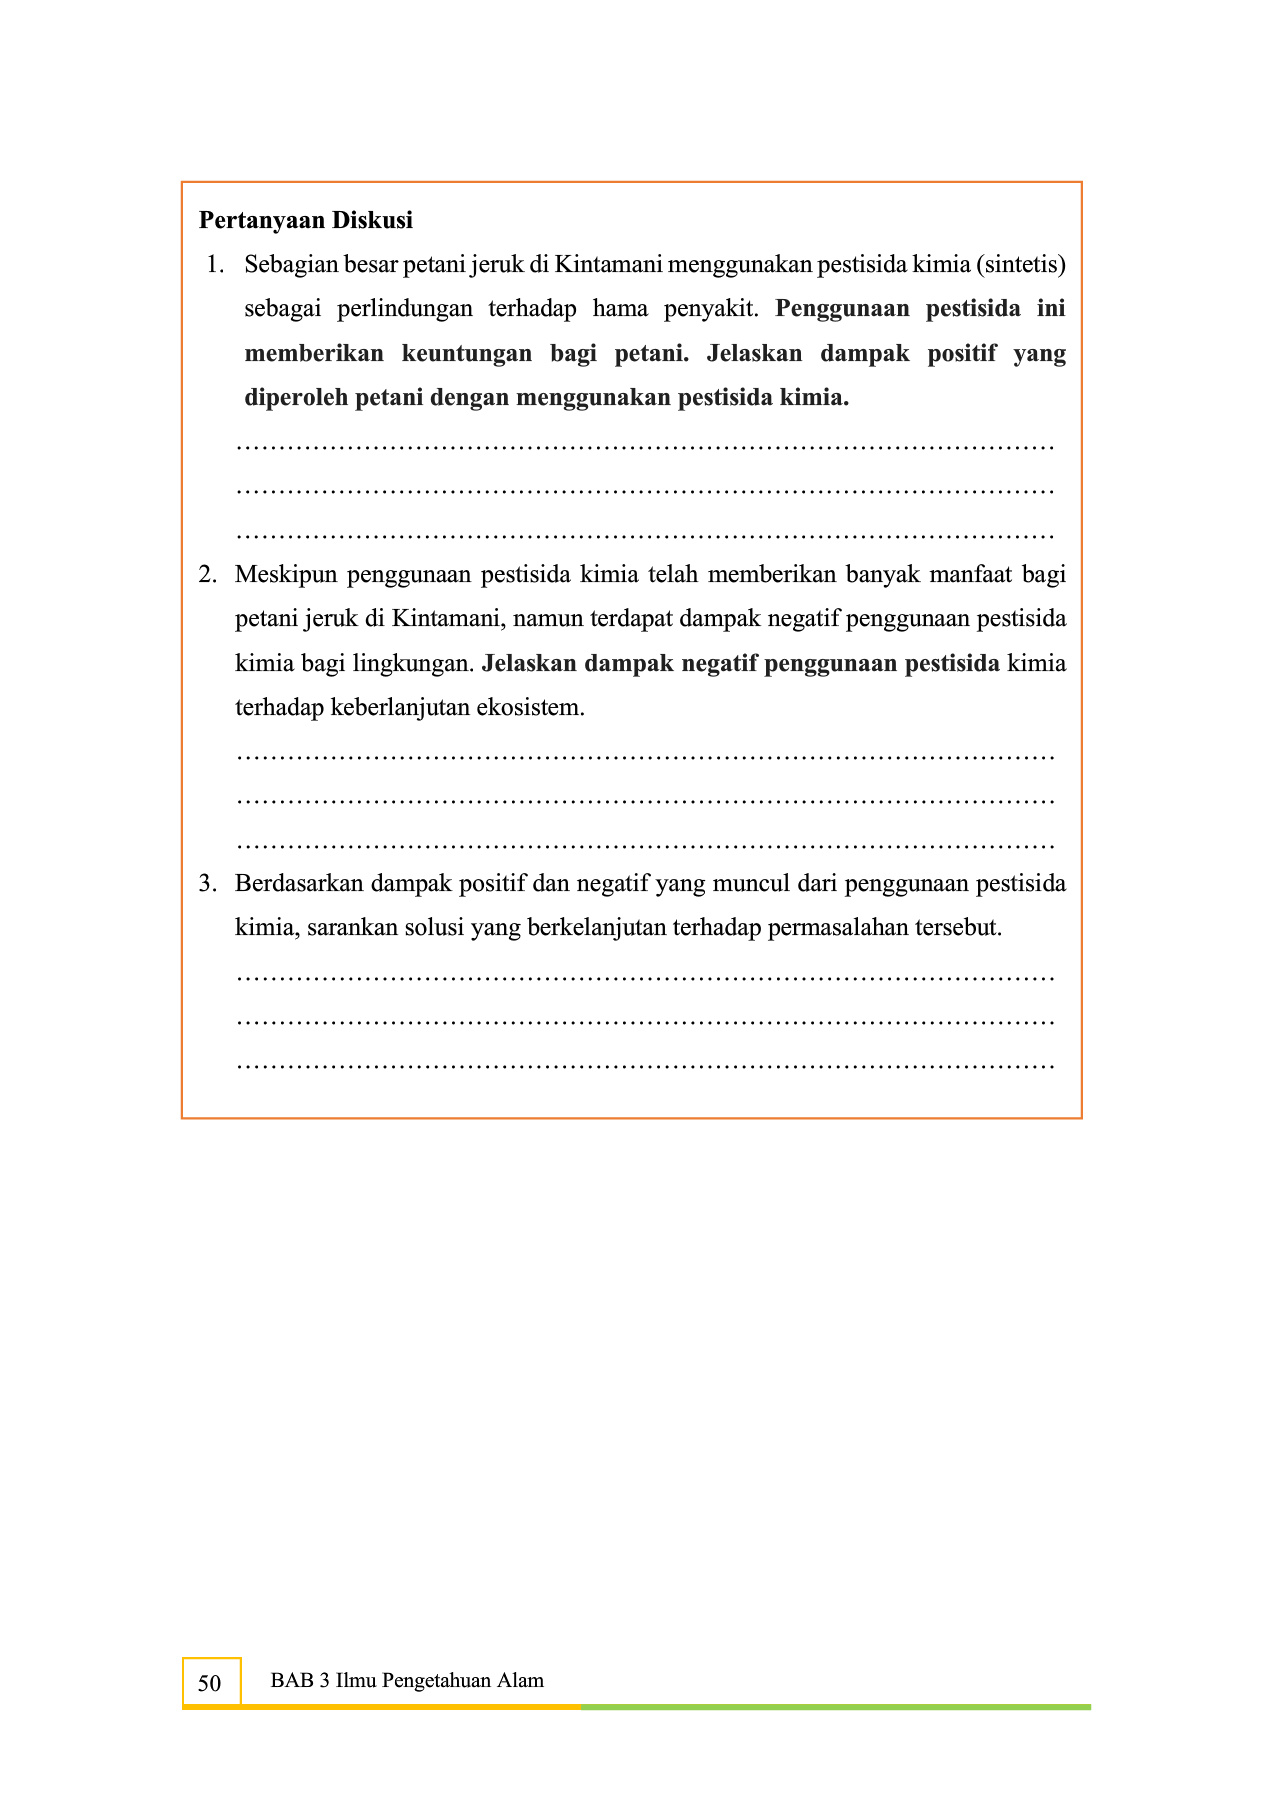 Pertanyaan Diskusi
1. Sebagian besar petani jeruk di Kintamani menggunakan pestisida kimia (sintetis)
sebagai perlindungan terhadap hama penyakit. Penggunaan pestisida ini
memberikan keuntungan bagi petani. Jelaskan dampak positif yang
diperoleh petani dengan menggunakan pestisida kimia.
……………………………………………………………………………………
……………………………………………………………………………………
……………………………………………………………………………………
2. Meskipun penggunaan pestisida kimia telah memberikan banyak manfaat bagi
petani jeruk di Kintamani, namun terdapat dampak negatif penggunaan pestisida
kimia bagi lingkungan. Jelaskan dampak negatif penggunaan pestisida kimia
terhadap keberlanjutan ekosistem.
……………………………………………………………………………………
……………………………………………………………………………………
……………………………………………………………………………………
3. Berdasarkan dampak positif dan negatif yang muncul dari penggunaan pestisida
kimia, sarankan solusi yang berkelanjutan terhadap permasalahan tersebut.
……………………………………………………………………………………
……………………………………………………………………………………
……………………………………………………………………………………
50 BAB 3 Ilmu Pengetahuan Alam